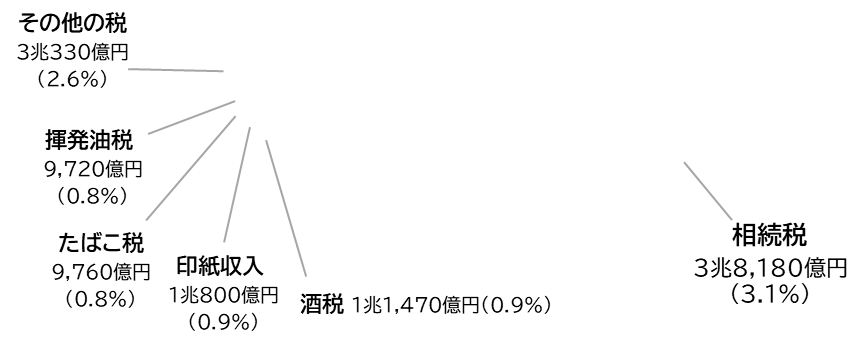 その他の税
3兆330億円
(2.6%)
揮発油税
9,720億円
(0.8%)
たばこ税
9,760億円
(0.8%)
印紙収入
1兆800億円
(0.9%)
酒税 1兆1,470億円(0.9%)
相続税
3兆8,180億円
(3.1%)